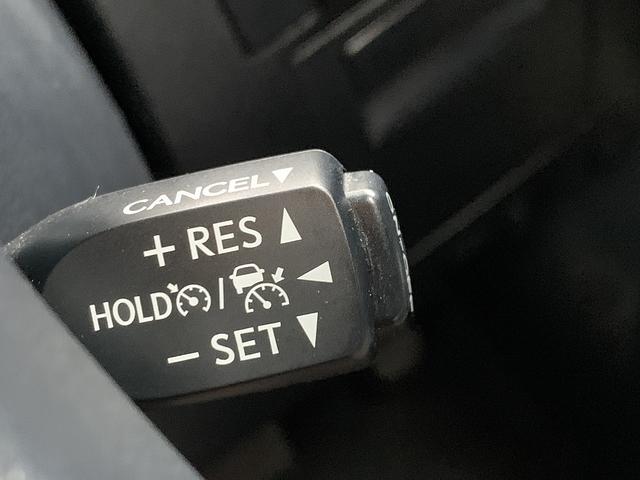 CANCEL
+ RES
HOLD /
− SET